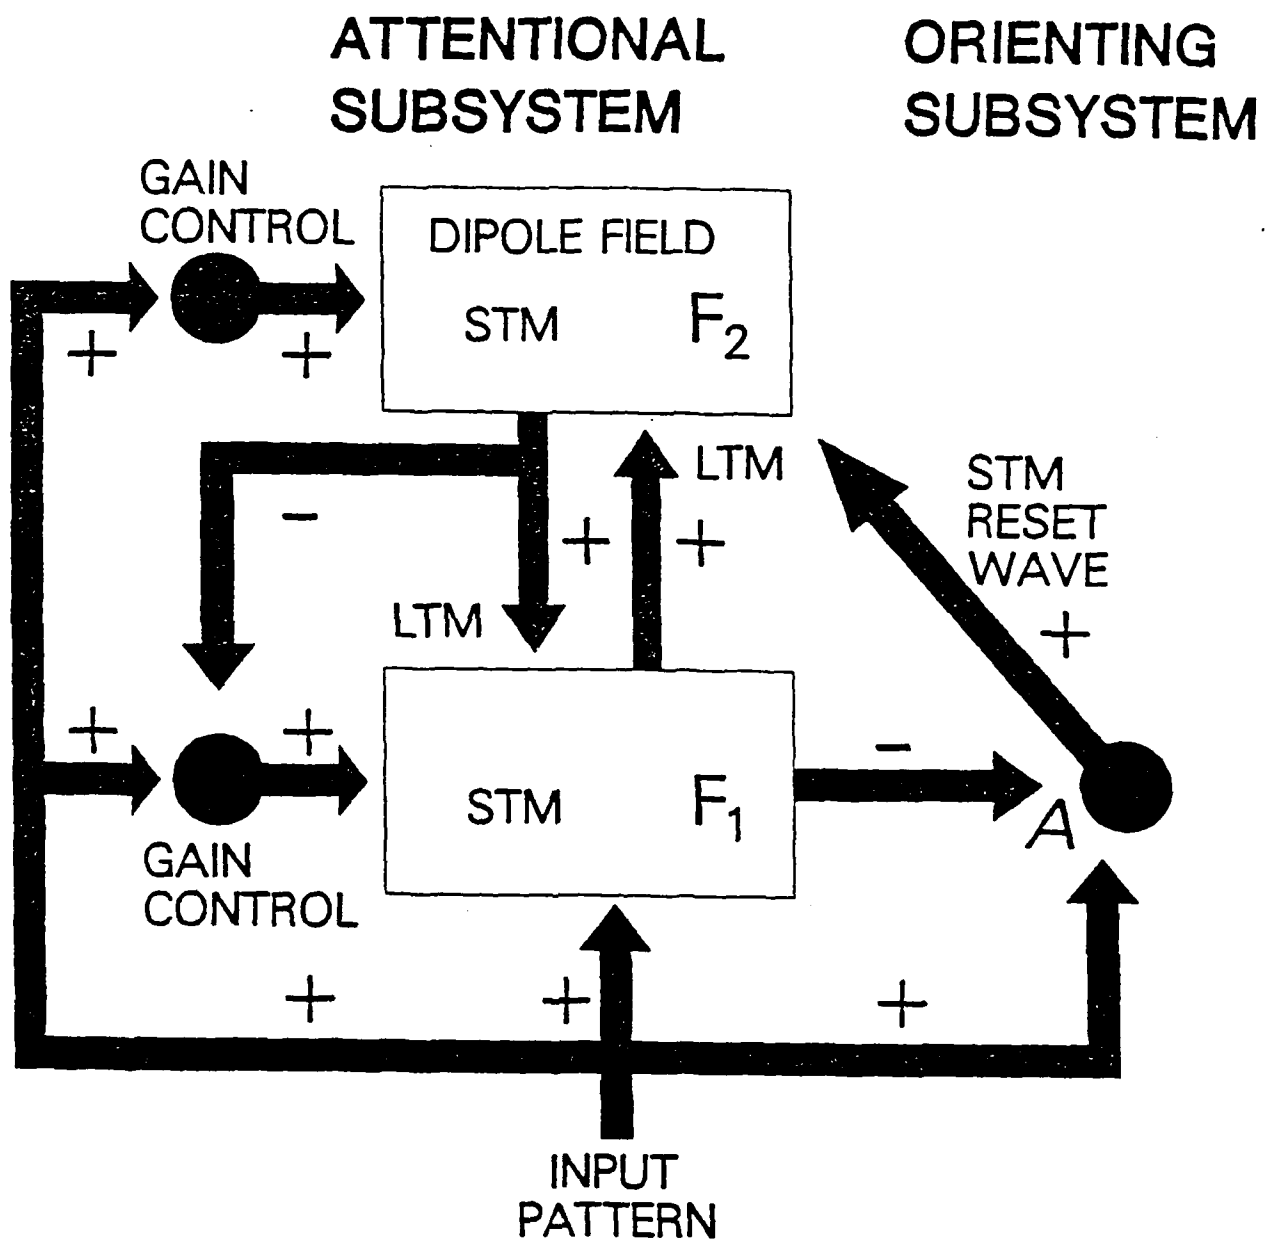 ATTENTIONAL
SUBSYSTEM
ORIENTING
SUBSYSTEM
GAIN
CONTROL
DIPOLE FIELD
STM F2
+ +
LTM
STM
RESET
WAVE
−
+ +
LTM
+
+ +
−
STM F1
A
GAIN
CONTROL
+ + +
INPUT
PATTERN